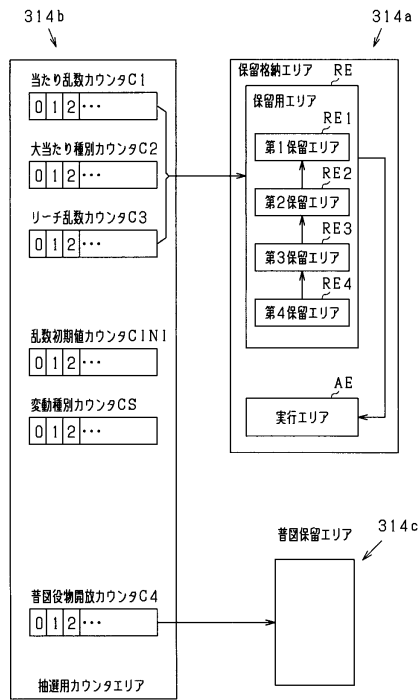 314b
当たり乱数カウンタC1
0 1 2 ･･･
大当たり種別カウンタC2
0 1 2 ･･･
リーチ乱数カウンタC3
0 1 2 ･･･
乱数初期値カウンタCINI
0 1 2 ･･･
変動種別カウンタCS
0 1 2 ･･･
普図役物開放カウンタC4
0 1 2 ･･･
抽選用カウンタエリア
314a
保留格納エリア
RE
保留用エリア
RE1
第1保留エリア
RE2
第2保留エリア
RE3
第3保留エリア
RE4
第4保留エリア
AE
実行エリア
普図保留エリア
314c